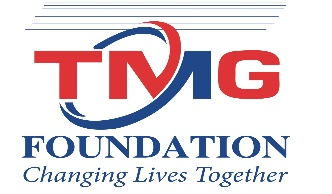 TMG
FOUNDATION
Changing Lives Together